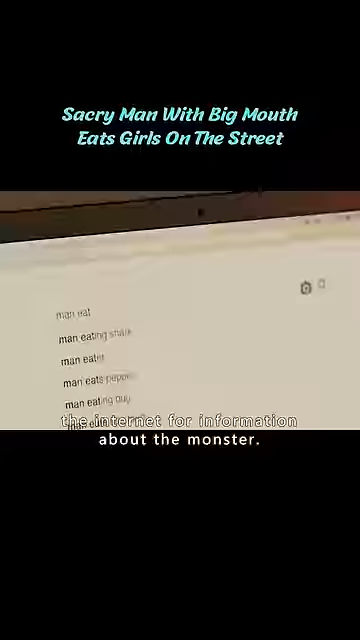 Sacry Man With Big Mouth
Eats Girls On The Street
man eat
man eating shark
man eater
man eats pepper
man eating guy
the internet for information
about the monster.